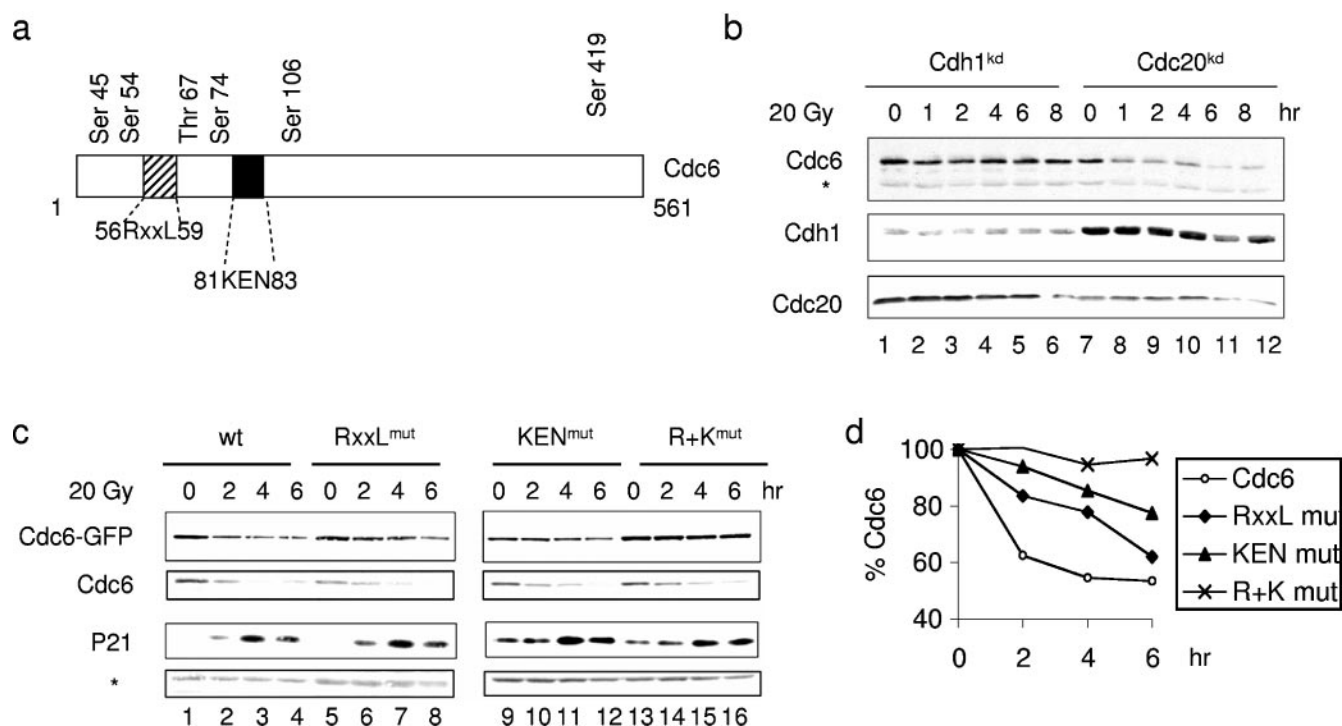 a
Ser 45
Ser 54
Thr 67
Ser 74
Ser 106
Ser 419
Cdc6
1
561
56RxxL59
81KEN83
b
Cdh1kd Cdc20kd
20 Gy 0 1 2 4 6 8 0 1 2 4 6 8 hr
Cdc6
*
Cdh1
Cdc20
1 2 3 4 5 6 7 8 9 10 11 12
c
wt RxxLmut KENmut R+Kmut
20 Gy 0 2 4 6 0 2 4 6 0 2 4 6 0 2 4 6 hr
Cdc6-GFP
Cdc6
P21
*
1 2 3 4 5 6 7 8 9 10 11 12 13 14 15 16
d
% Cdc6
100
80
60
40
0 2 4 6 hr
Cdc6
RxxL mut
KEN mut
R+K mut